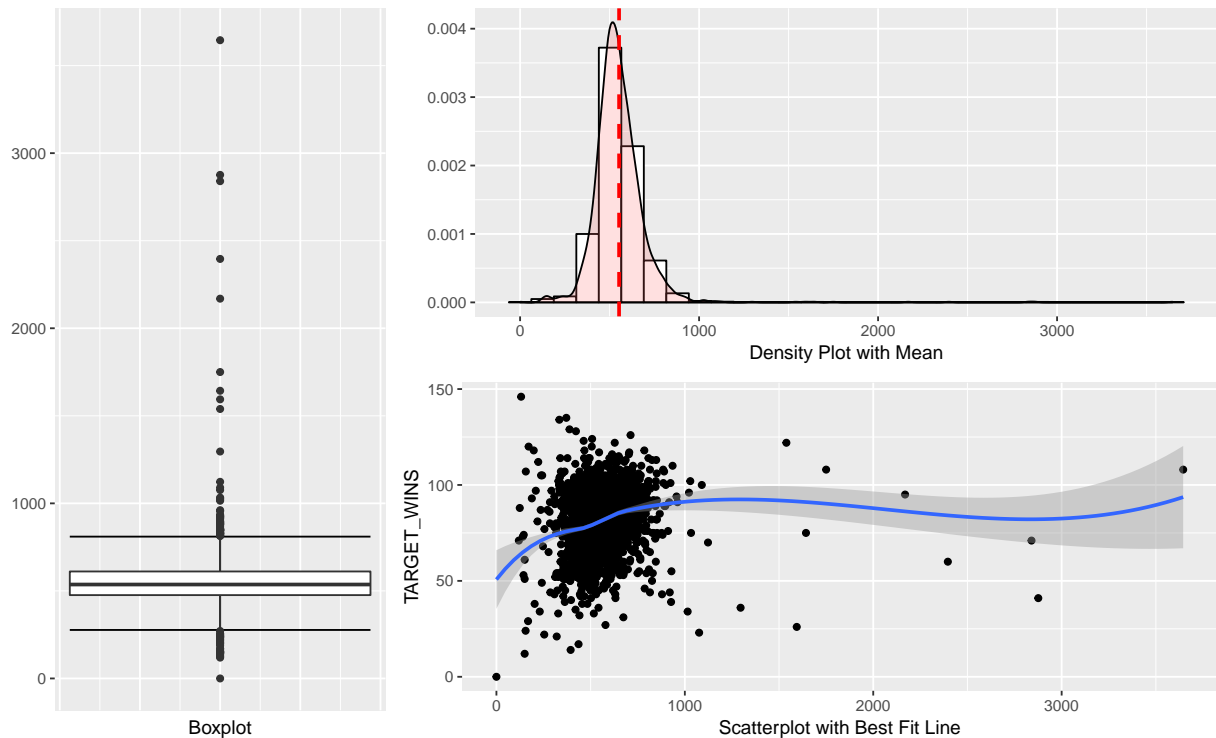 3000
2000
1000
0
Boxplot
0.004
0.003
0.002
0.001
0.000
0 1000 2000 3000
Density Plot with Mean
TARGET_WINS
150
100
50
0
0 1000 2000 3000
Scatterplot with Best Fit Line